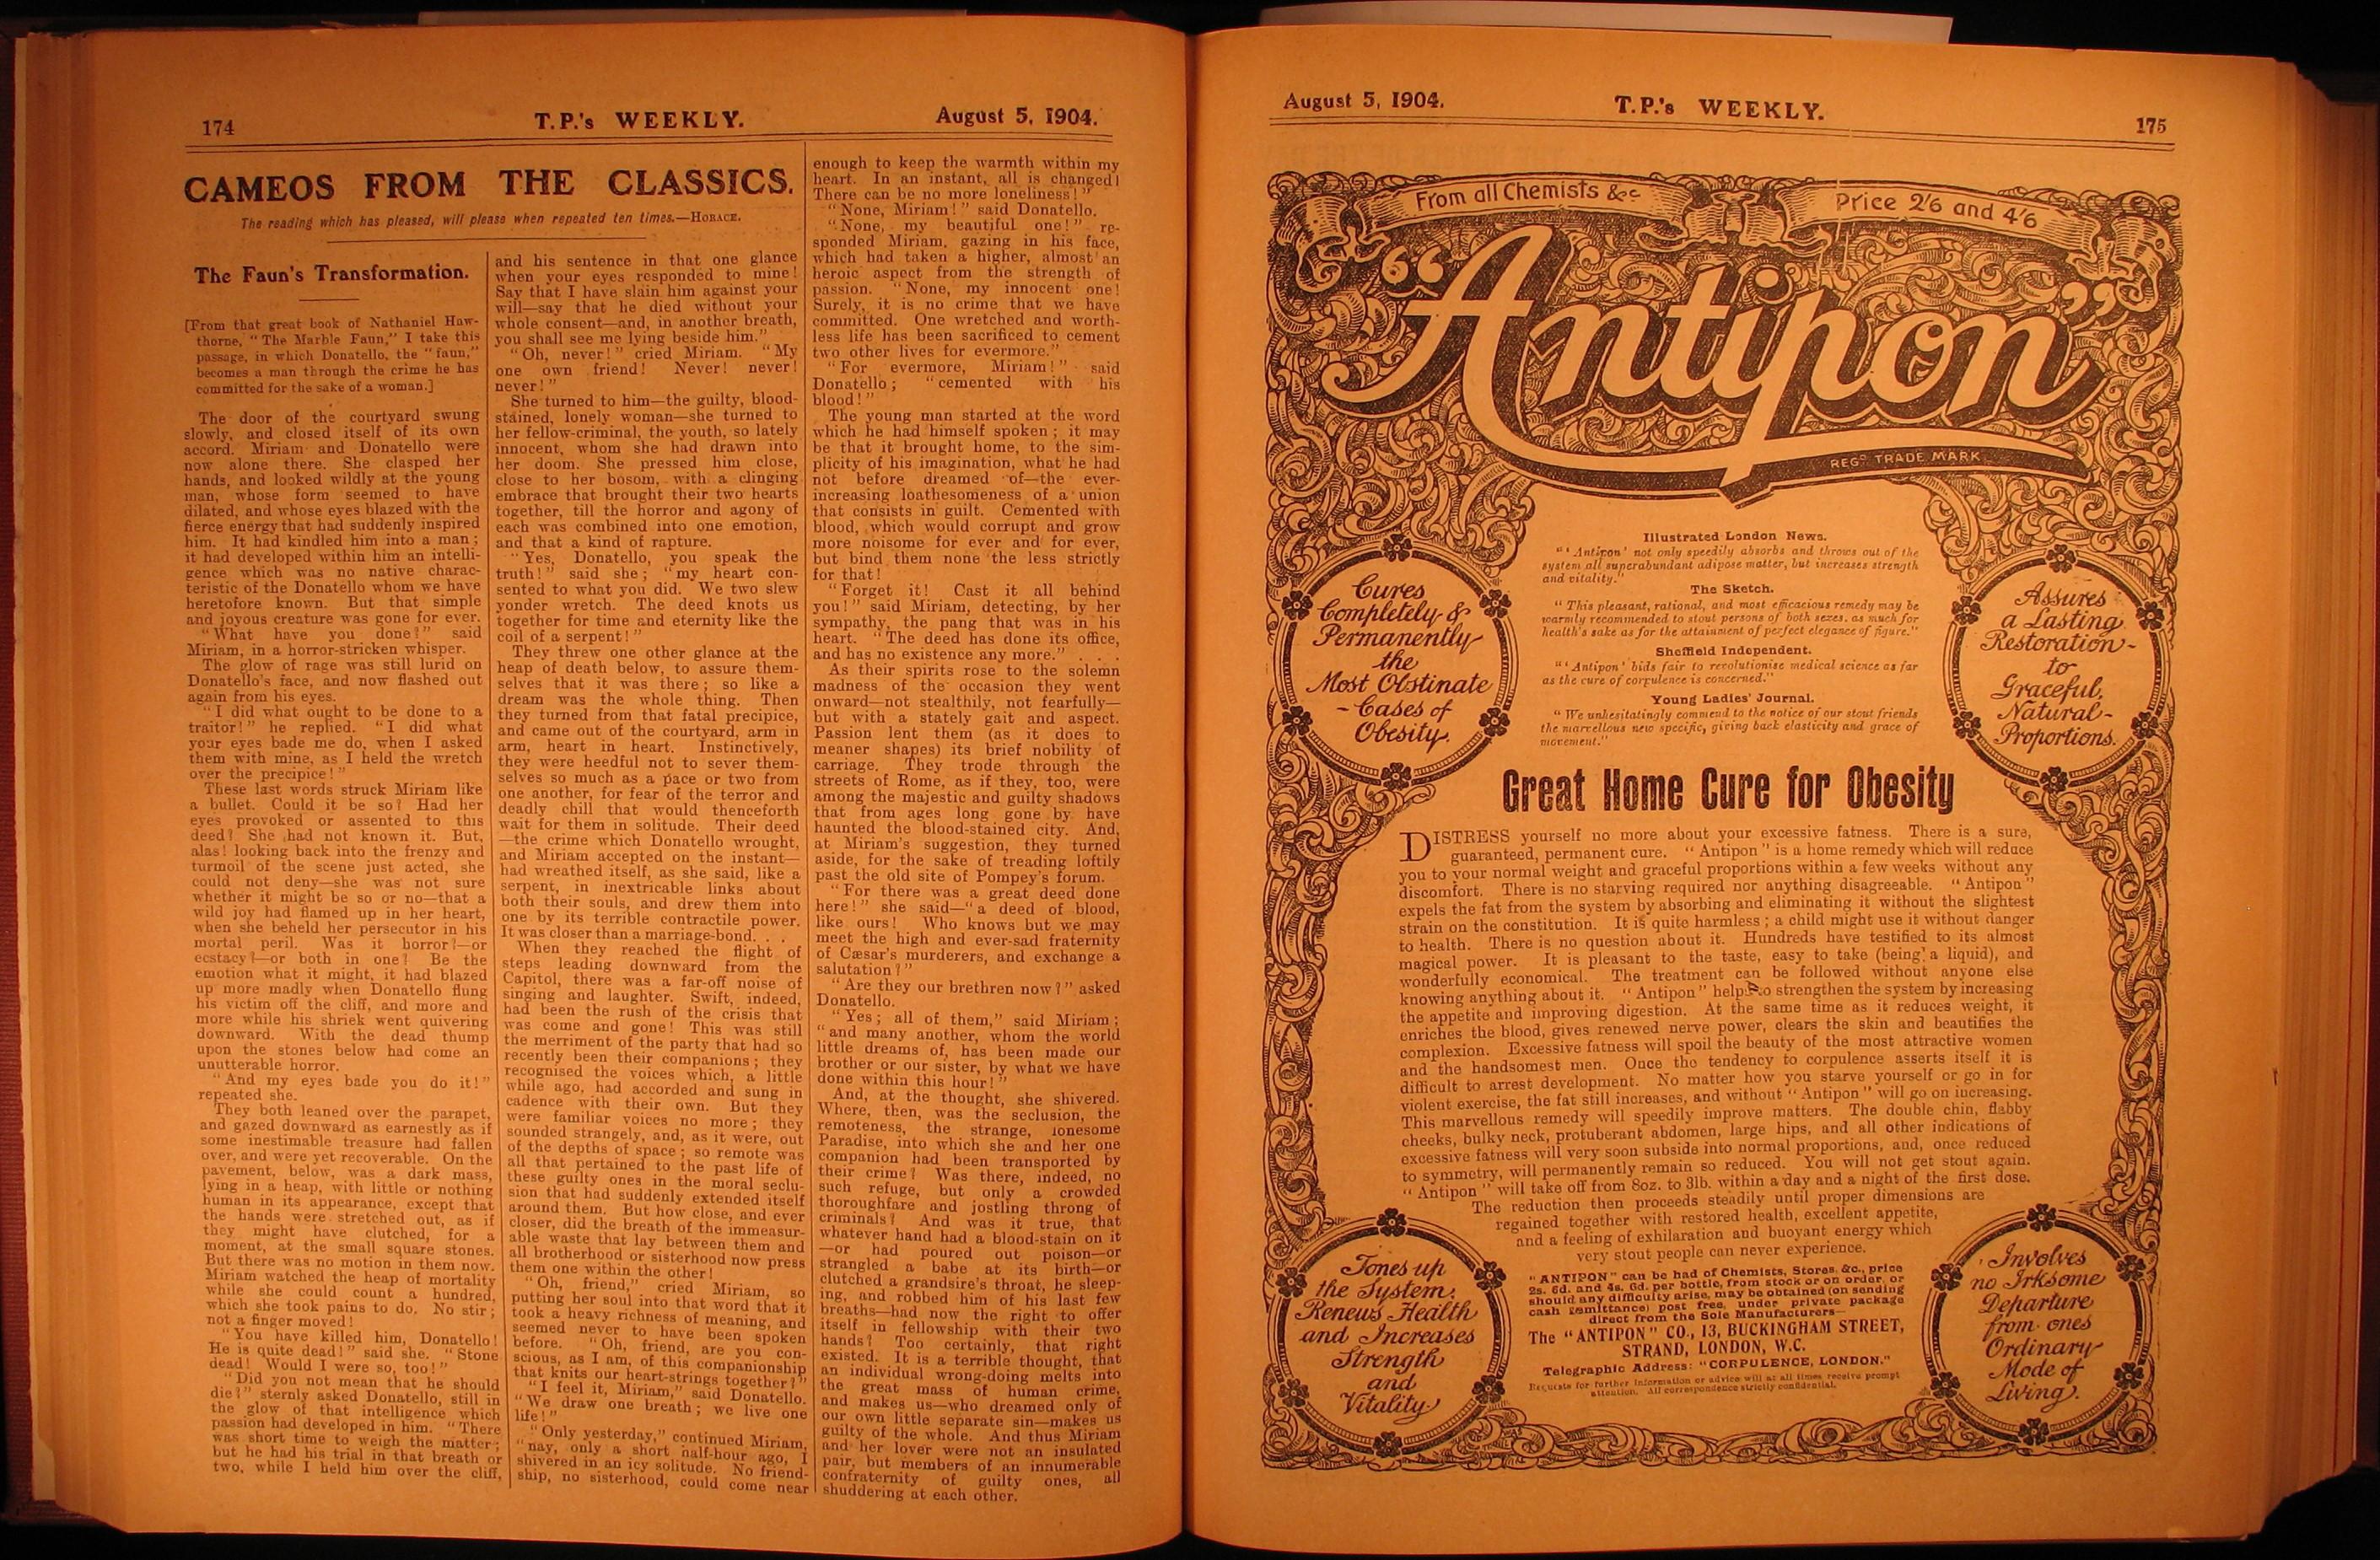 174
T.P.'s WEEKLY.
August 5, 1904.
CAMEOS FROM THE CLASSICS.
The reading which has pleased, will please when repeated ten times.—HORACE.
The Faun's Transformation.
[From that great book of Nathaniel Haw-
thorne, "The Marble Faun," I take this
passage, in which Donatello, the "faun,"
becomes a man through the crime he has
committed for the sake of a woman.]
The door of the courtyard swung
slowly, and closed itself of its own
accord. Miriam and Donatello were
now alone there. She clasped her
hands, and looked wildly at the young
man, whose form seemed to have
dilated, and whose eyes blazed with the
fierce energy that had suddenly inspired
him. It had kindled him into a man;
it had developed within him an intelli-
gence which was no native charac-
teristic of the Donatello whom we have
heretofore known. But that simple
and joyous creature was gone for ever.
"What have you done?" said
Miriam, in a horror-stricken whisper.
The glow of rage was still lurid on
Donatello's face, and now flashed out
again from his eyes.
"I did what ought to be done to a
traitor!" he replied. "I did what
your eyes bade me do, when I asked
them with mine, as I held the wretch
over the precipice!"
These last words struck Miriam like
a bullet. Could it be so? Had her
eyes provoked or assented to this
deed? She had not known it. But,
alas! looking back into the frenzy and
turmoil of the scene just acted, she
could not deny—she was not sure
whether it might be so or no—that a
wild joy had flamed up in her heart,
when she beheld her persecutor in his
mortal peril. Was it horror?—or
ecstacy?—or both in one? Be the
emotion what it might, it had blazed
up more madly when Donatello flung
his victim off the cliff, and more and
more while his shriek went quivering
downward. With the dead thump
upon the stones below had come an
unutterable horror.
"And my eyes bade you do it!"
repeated she.
They both leaned over the parapet,
and gazed downward as earnestly as if
some inestimable treasure had fallen
over, and were yet recoverable. On the
pavement, below, was a dark mass,
lying in a heap, with little or nothing
human in its appearance, except that
the hands were stretched out, as if
they might have clutched, for a
moment, at the small square stones.
But there was no motion in them now.
Miriam watched the heap of mortality
while she could count a hundred,
which she took pains to do. No stir;
not a finger moved!
"You have killed him, Donatello!
He is quite dead!" said she. "Stone
dead! Would I were so, too!"
"Did you not mean that he should
die?" sternly asked Donatello, still in
the glow of that intelligence which
passion had developed in him. "There
was short time to weigh the matter;
but he had his trial in that breath or
two, while I held him over the cliff,
and his sentence in that one glance
when your eyes responded to mine!
Say that I have slain him against your
will—say that he died without your
whole consent—and, in another breath,
you shall see me lying beside him."
"Oh, never!" cried Miriam. "My
one own friend! Never! never!
never!"
She turned to him—the guilty, blood-
stained, lonely woman—she turned to
her fellow-criminal, the youth, so lately
innocent, whom she had drawn into
her doom. She pressed him close,
close to her bosom, with a clinging
embrace that brought their two hearts
together, till the horror and agony of
each was combined into one emotion,
and that a kind of rapture.
"Yes, Donatello, you speak the
truth!" said she; "my heart con-
sented to what you did. We two slew
yonder wretch. The deed knots us
together for time and eternity like the
coil of a serpent!"
They threw one other glance at the
heap of death below, to assure them-
selves that it was there; so like a
dream was the whole thing. Then
they turned from that fatal precipice,
and came out of the courtyard, arm in
arm, heart in heart. Instinctively,
they were heedful not to sever them-
selves so much as a pace or two from
one another, for fear of the terror and
deadly chill that would thenceforth
wait for them in solitude. Their deed
—the crime which Donatello wrought,
and Miriam accepted on the instant—
had wreathed itself, as she said, like a
serpent, in inextricable links about
both their souls, and drew them into
one by its terrible contractile power.
It was closer than a marriage-bond. . .
When they reached the flight of
steps leading downward from the
Capitol, there was a far-off noise of
singing and laughter. Swift, indeed,
had been the rush of the crisis that
was come and gone! This was still
the merriment of the party that had so
recently been their companions; they
recognised the voices which, a little
while ago, had accorded and sung in
cadence with their own. But they
were familiar voices no more; they
sounded strangely, and, as it were, out
of the depths of space; so remote was
all that pertained to the past life of
these guilty ones in the moral seclu-
sion that had suddenly extended itself
around them. But how close, and ever
closer, did the breath of the immeasur-
able waste that lay between them and
all brotherhood or sisterhood now press
them one within the other!
"Oh, friend," cried Miriam, so
putting her soul into that word that it
took a heavy richness of meaning, and
seemed never to have been spoken
before. "Oh, friend, are you con-
scious, as I am, of this companionship
that knits our heart-strings together?"
"I feel it, Miriam," said Donatello.
"We draw one breath; we live one
life!"
"Only yesterday," continued Miriam,
"nay, only a short half-hour ago, I
shivered in an icy solitude. No friend-
ship, no sisterhood, could come near
enough to keep the warmth within my
heart. In an instant, all is changed!
There can be no more loneliness!"
"None, Miriam!" said Donatello.
"None, my beautiful one!" re-
sponded Miriam, gazing in his face,
which had taken a higher, almost an
heroic aspect from the strength of
passion. "None, my innocent one!
Surely, it is no crime that we have
committed. One wretched and worth-
less life has been sacrificed to cement
two other lives for evermore."
"For evermore, Miriam!" said
Donatello; "cemented with his
blood!"
The young man started at the word
which he had himself spoken; it may
be that it brought home, to the sim-
plicity of his imagination, what he had
not before dreamed of—the ever-
increasing loathesomeness of a union
that consists in guilt. Cemented with
blood, which would corrupt and grow
more noisome for ever and for ever,
but bind them none the less strictly
for that!
"Forget it! Cast it all behind
you!" said Miriam, detecting, by her
sympathy, the pang that was in his
heart. "The deed has done its office,
and has no existence any more." . . .
As their spirits rose to the solemn
madness of the occasion they went
onward—not stealthily, not fearfully—
but with a stately gait and aspect.
Passion lent them (as it does to
meaner shapes) its brief nobility of
carriage. They trode through the
streets of Rome, as if they, too, were
among the majestic and guilty shadows
that from ages long gone by have
haunted the blood-stained city. And,
at Miriam's suggestion, they turned
aside, for the sake of treading loftily
past the old site of Pompey's forum.
"For there was a great deed done
here!" she said—"a deed of blood,
like ours! Who knows but we may
meet the high and ever-sad fraternity
of Cæsar's murderers, and exchange a
salutation?"
"Are they our brethren now?" asked
Donatello.
"Yes; all of them," said Miriam;
"and many another, whom the world
little dreams of, has been made our
brother or our sister, by what we have
done within this hour!"
And, at the thought, she shivered.
Where, then, was the seclusion, the
remoteness, the strange, lonesome
Paradise, into which she and her one
companion had been transported by
their crime? Was there, indeed, no
such refuge, but only a crowded
thoroughfare and jostling throng of
criminals? And was it true, that
whatever hand had a blood-stain on it
—or had poured out poison—or
strangled a babe at its birth—or
clutched a grandsire's throat, he sleep-
ing, and robbed him of his last few
breaths—had now the right to offer
itself in fellowship with their two
hands? Too certainly, that right
existed. It is a terrible thought, that
an individual wrong-doing melts into
the great mass of human crime,
and makes us—who dreamed only of
our own little separate sin—makes us
guilty of the whole. And thus Miriam
and her lover were not an insulated
pair, but members of an innumerable
confraternity of guilty ones, all
shuddering at each other.
August 5, 1904.
T.P.'s WEEKLY.
175
From all Chemists &c
Price 2/6 and 4/6
"Antipon"
REGD. TRADE MARK
Illustrated London News.
"'Antipon' not only speedily absorbs and throws out of the
system all superabundant adipose matter, but increases strength
and vitality."
The Sketch.
"This pleasant, rational, and most efficacious remedy may be
warmly recommended to stout persons of both sexes, as much for
health's sake as for the attainment of perfect elegance of figure."
Sheffield Independent.
"'Antipon' bids fair to revolutionise medical science as far
as the cure of corpulence is concerned."
Young Ladies' Journal.
"We unhesitatingly commend to the notice of our stout friends
the marvellous new specific, giving back elasticity and grace of
movement."
Cures
Completely &
Permanently
the
Most Obstinate
- Cases of
Obesity.
Assures
a Lasting
Restoration-
to
Graceful,
Natural-
Proportions.
Great Home Cure for Obesity
DISTRESS yourself no more about your excessive fatness. There is a sure,
guaranteed, permanent cure. "Antipon" is a home remedy which will reduce
you to your normal weight and graceful proportions within a few weeks without any
discomfort. There is no starving required nor anything disagreeable. "Antipon"
expels the fat from the system by absorbing and eliminating it without the slightest
strain on the constitution. It is quite harmless; a child might use it without danger
to health. There is no question about it. Hundreds have testified to its almost
magical power. It is pleasant to the taste, easy to take (being a liquid), and
wonderfully economical. The treatment can be followed without anyone else
knowing anything about it. "Antipon" helps to strengthen the system by increasing
the appetite and improving digestion. At the same time as it reduces weight, it
enriches the blood, gives renewed nerve power, clears the skin and beautifies the
complexion. Excessive fatness will spoil the beauty of the most attractive women
and the handsomest men. Once the tendency to corpulence asserts itself it is
difficult to arrest development. No matter how you starve yourself or go in for
violent exercise, the fat still increases, and without "Antipon" will go on increasing.
This marvellous remedy will speedily improve matters. The double chin, flabby
cheeks, bulky neck, protuberant abdomen, large hips, and all other indications of
excessive fatness will very soon subside into normal proportions, and, once reduced
to symmetry, will permanently remain so reduced. You will not get stout again.
"Antipon" will take off from 8oz. to 3lb. within a day and a night of the first dose.
The reduction then proceeds steadily until proper dimensions are
regained together with restored health, excellent appetite,
and a feeling of exhilaration and buoyant energy which
very stout people can never experience.
"ANTIPON" can be had of Chemists, Stores, &c., price
2s. 6d. and 4s. 6d. per bottle, from stock or on order, or
should any difficulty arise, may be obtained (on sending
cash remittance) post free, under private package
direct from the Sole Manufacturers—
The "ANTIPON" CO., 13, BUCKINGHAM STREET,
STRAND, LONDON, W.C.
Telegraphic Address: "CORPULENCE, LONDON."
Requests for further information or advice will at all times receive prompt
attention. All correspondence strictly confidential.
Tones up
the System.
Renews Health
and Increases
Strength
and
Vitality.
Involves
no Irksome
Departure
from ones
Ordinary
Mode of
Living.